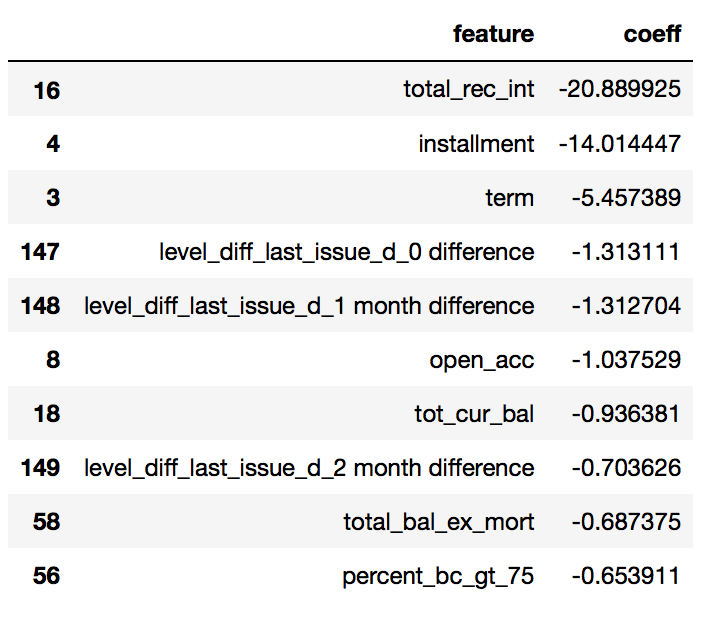 feature coeff
16 total_rec_int -20.889925
4 installment -14.014447
3 term -5.457389
147 level_diff_last_issue_d_0 difference -1.313111
148 level_diff_last_issue_d_1 month difference -1.312704
8 open_acc -1.037529
18 tot_cur_bal -0.936381
149 level_diff_last_issue_d_2 month difference -0.703626
58 total_bal_ex_mort -0.687375
56 percent_bc_gt_75 -0.653911